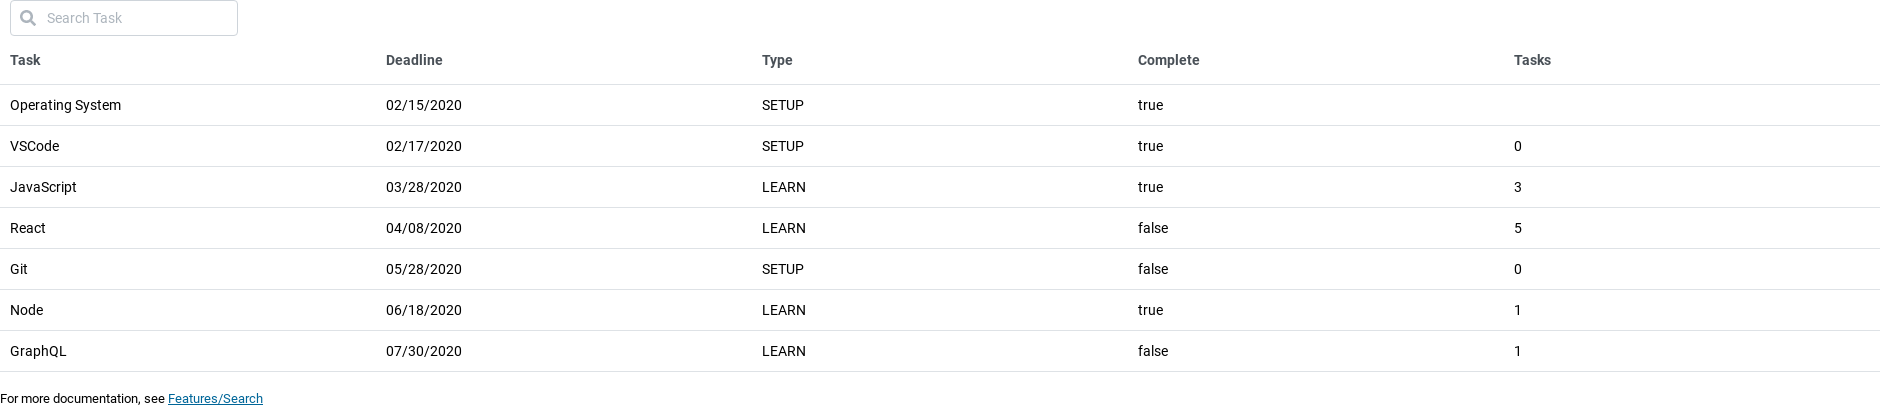 Search Task
Task Deadline Type Complete Tasks
Operating System 02/15/2020 SETUP true
VSCode 02/17/2020 SETUP true 0
JavaScript 03/28/2020 LEARN true 3
React 04/08/2020 LEARN false 5
Git 05/28/2020 SETUP false 0
Node 06/18/2020 LEARN true 1
GraphQL 07/30/2020 LEARN false 1
For more documentation, see Features/Search